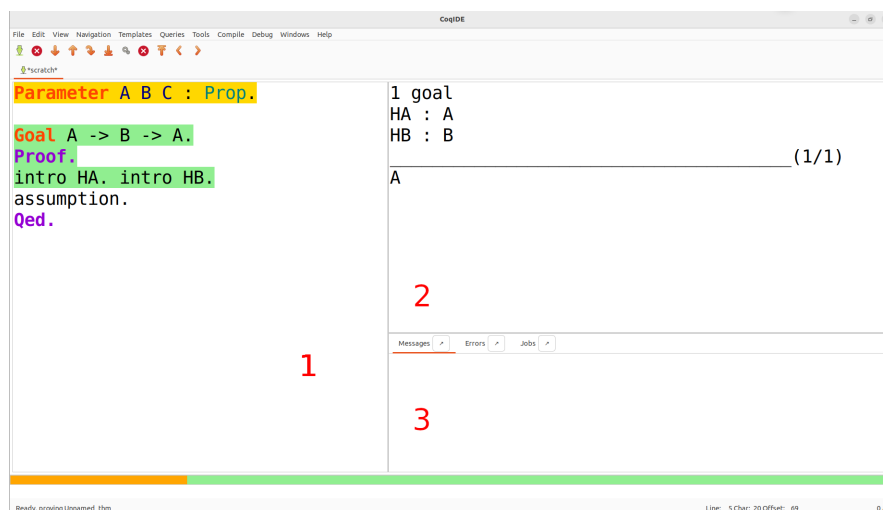 CoqIDE
File Edit View Navigation Templates Queries Tools Compile Debug Windows Help
*scratch*
Parameter A B C : Prop.
Goal A -> B -> A.
Proof.
intro HA. intro HB.
assumption.
Qed.
1
1 goal
HA : A
HB : B
(1/1)
A
2
Messages Errors Jobs
3
Ready, proving Unnamed_thm
Line: 5 Char: 20 Offset: 69 0